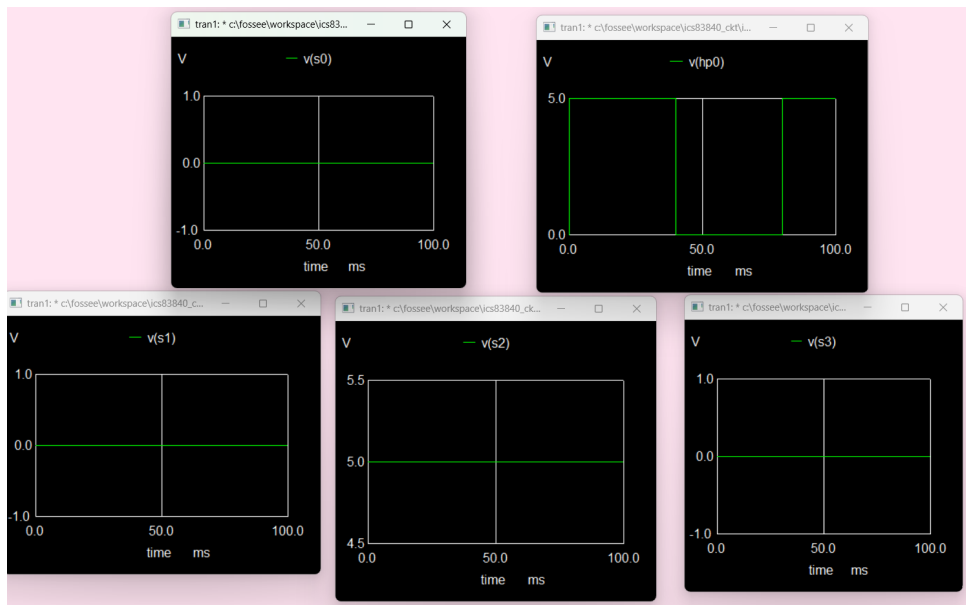 tran1: * c:\fossee\workspace\ics83...
V
v(s0)
1.0
0.0
-1.0
0.0 50.0 100.0
time ms
tran1: * c:\fossee\workspace\ics83840_ckt\i...
V
v(hp0)
5.0
0.0
0.0 50.0 100.0
time ms
tran1: * c:\fossee\workspace\ics83840_c...
V
v(s1)
1.0
0.0
-1.0
0.0 50.0 100.0
time ms
tran1: * c:\fossee\workspace\ics83840_ck...
V
v(s2)
5.5
5.0
4.5
0.0 50.0 100.0
time ms
tran1: * c:\fossee\workspace\ic...
V
v(s3)
1.0
0.0
-1.0
0.0 50.0 100.0
time ms